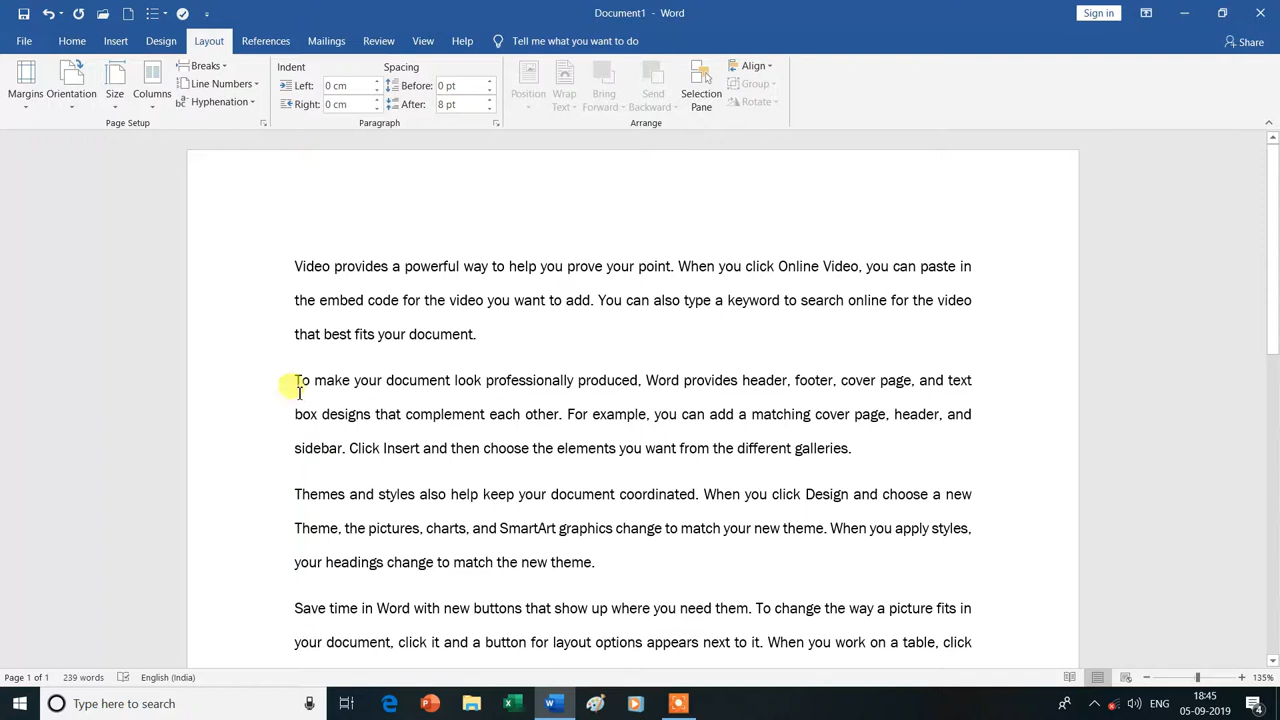 Document1 - Word
Sign in
File Home Insert Design Layout References Mailings Review View Help Tell me what you want to do Share
Margins Orientation Size Columns
Breaks
Line Numbers
Hyphenation
Page Setup
Indent
Left: 0 cm
Right: 0 cm
Spacing
Before: 0 pt
After: 8 pt
Paragraph
Position
Wrap Text
Bring Forward
Send Backward
Selection Pane
Align
Group
Rotate
Arrange
Video provides a powerful way to help you prove your point. When you click Online Video, you can paste in
the embed code for the video you want to add. You can also type a keyword to search online for the video
that best fits your document.
To make your document look professionally produced, Word provides header, footer, cover page, and text
box designs that complement each other. For example, you can add a matching cover page, header, and
sidebar. Click Insert and then choose the elements you want from the different galleries.
Themes and styles also help keep your document coordinated. When you click Design and choose a new
Theme, the pictures, charts, and SmartArt graphics change to match your new theme. When you apply styles,
your headings change to match the new theme.
Save time in Word with new buttons that show up where you need them. To change the way a picture fits in
your document, click it and a button for layout options appears next to it. When you work on a table, click
Page 1 of 1 239 words English (India) 135%
Type here to search
ENG
18:45
05-09-2019
4